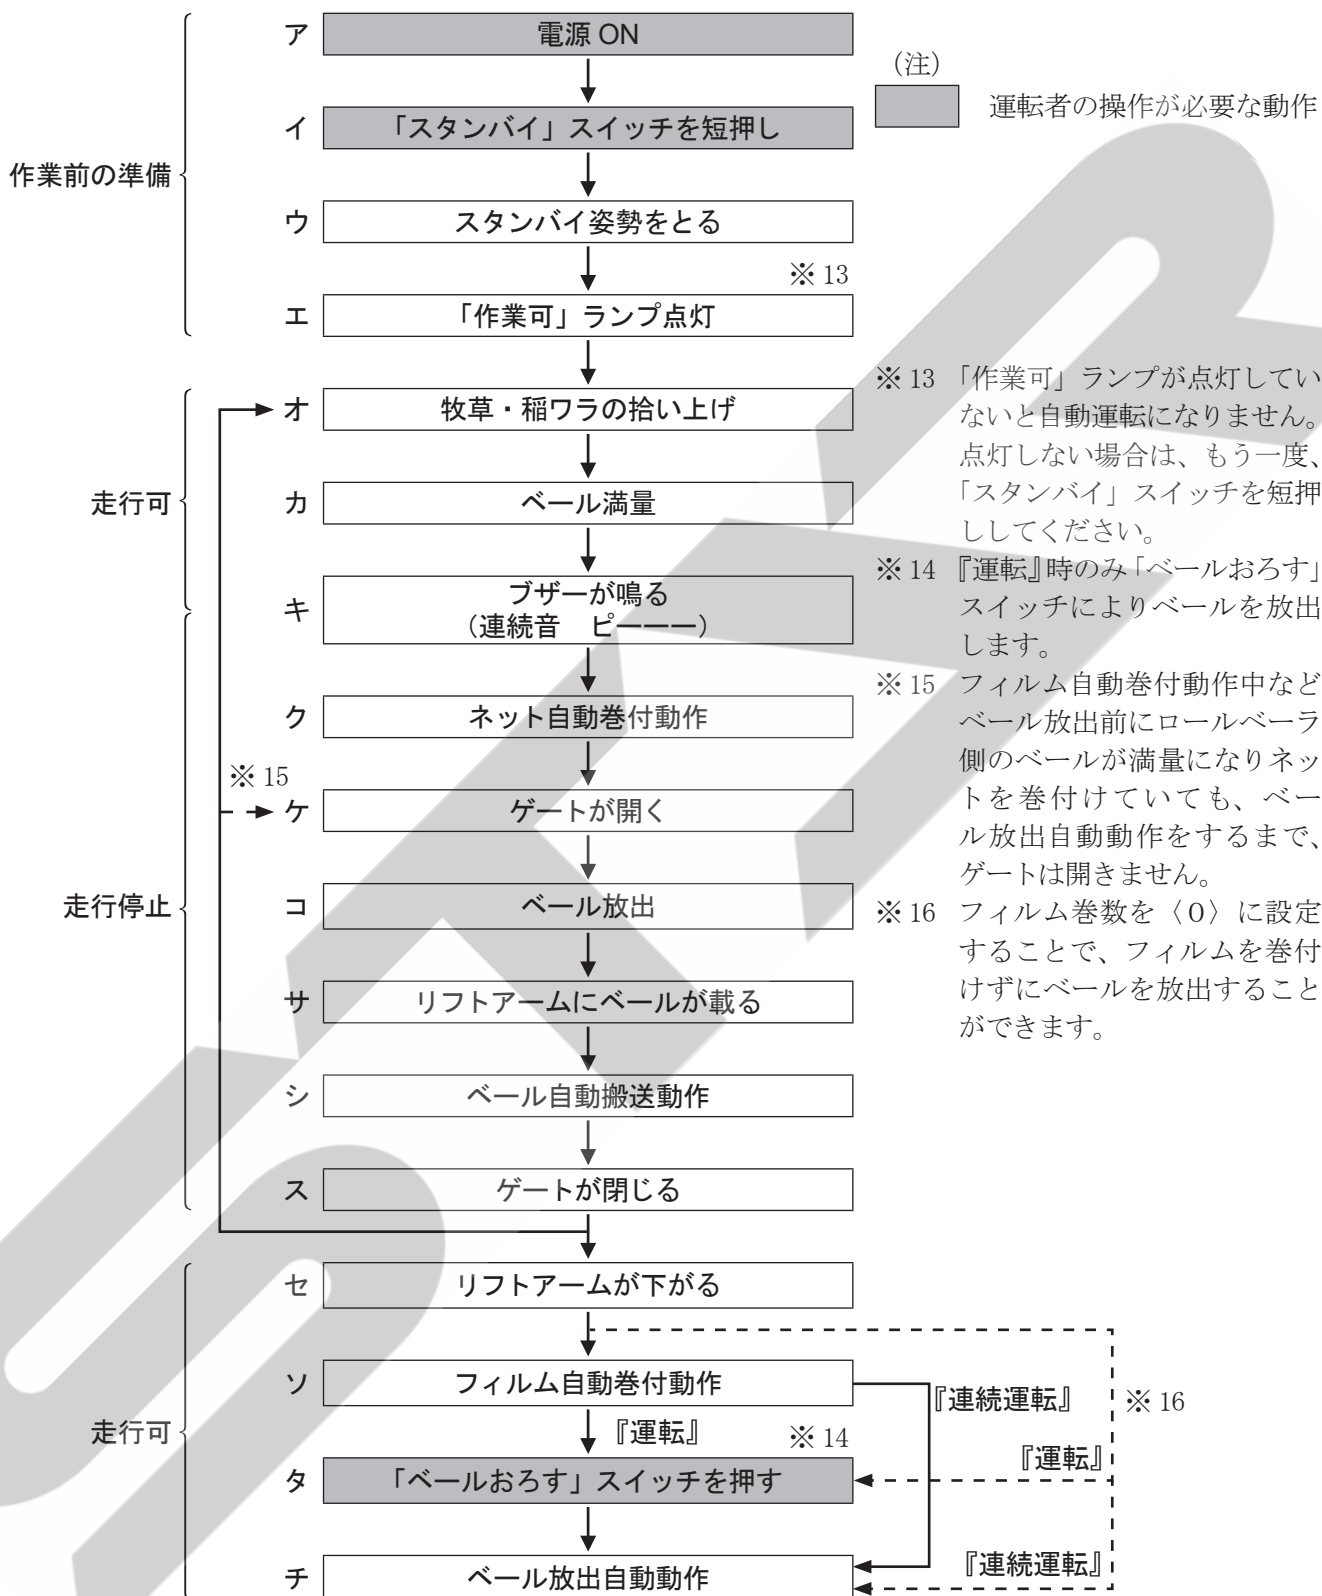 ア 電源 ON
（注）
運転者の操作が必要な動作
イ 「スタンバイ」スイッチを短押し
作業前の準備
ウ スタンバイ姿勢をとる
※ 13
エ 「作業可」ランプ点灯
オ 牧草・稲ワラの拾い上げ
走行可
カ ベール満量
キ ブザーが鳴る
（連続音　ピーーー）
ク ネット自動巻付動作
※ 15
ケ ゲートが開く
走行停止
コ ベール放出
サ リフトアームにベールが載る
シ ベール自動搬送動作
ス ゲートが閉じる
※ 13 「作業可」ランプが点灯してい
ないと自動運転になりません。
点灯しない場合は、もう一度、
「スタンバイ」スイッチを短押
ししてください。
※ 14 『運転』時のみ「ベールおろす」
スイッチによりベールを放出
します。
※ 15 フィルム自動巻付動作中など
ベール放出前にロールベーラ
側のベールが満量になりネッ
トを巻付けていても、ベー
ル放出自動動作をするまで、
ゲートは開きません。
※ 16 フィルム巻数を〈0〉に設定
することで、フィルムを巻付
けずにベールを放出すること
ができます。
セ リフトアームが下がる
ソ フィルム自動巻付動作
『連続運転』
※ 16
走行可
『運転』
※ 14
『運転』
タ 「ベールおろす」スイッチを押す
『連続運転』
チ ベール放出自動動作
STAR